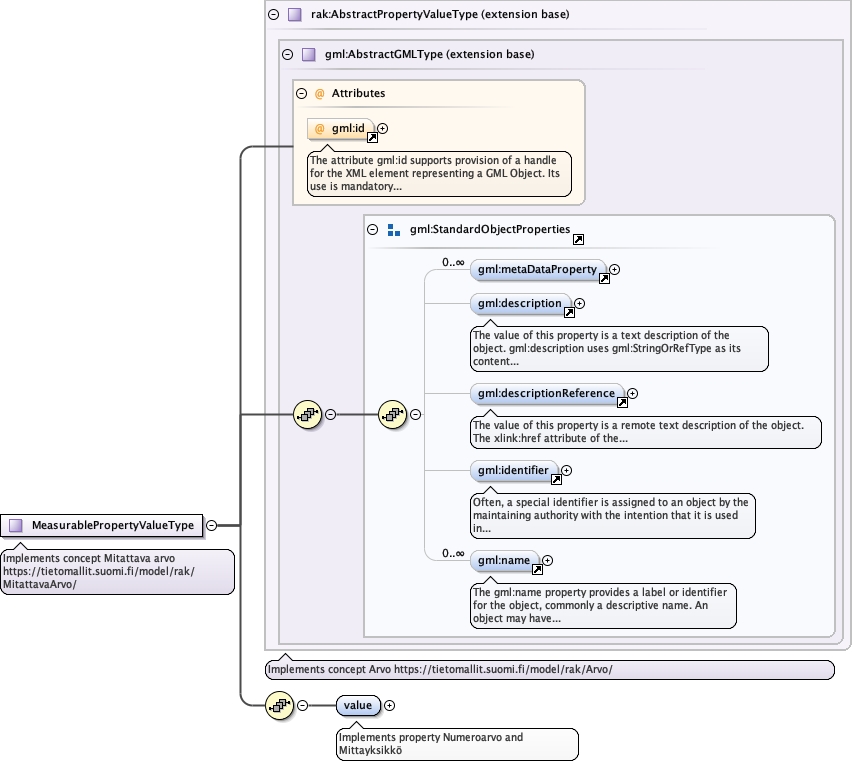 rak:AbstractPropertyValueType (extension base)
gml:AbstractGMLType (extension base)
@ Attributes
@ gml:id
The attribute gml:id supports provision of a handle
for the XML element representing a GML Object. Its
use is mandatory...
gml:StandardObjectProperties
0..∞
gml:metaDataProperty
gml:description
The value of this property is a text description of the
object. gml:description uses gml:StringOrRefType as its
content...
gml:descriptionReference
The value of this property is a remote text description of the object.
The xlink:href attribute of the...
gml:identifier
Often, a special identifier is assigned to an object by the
maintaining authority with the intention that it is used
in...
0..∞
gml:name
The gml:name property provides a label or identifier
for the object, commonly a descriptive name. An
object may have...
MeasurablePropertyValueType
Implements concept Mitattava arvo
https://tietomallit.suomi.fi/model/rak/
MitattavaArvo/
Implements concept Arvo https://tietomallit.suomi.fi/model/rak/Arvo/
value
Implements property Numeroarvo and
Mittayksikkö